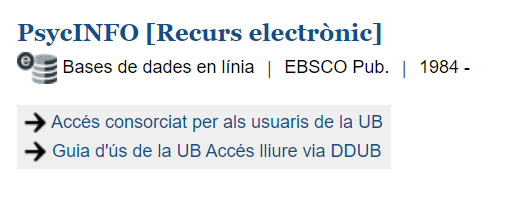 PsycINFO [Recurs electrònic]
e Bases de dades en línia | EBSCO Pub. | 1984 -
Accés consorciat per als usuaris de la UB
Guia d'ús de la UB Accés lliure via DDUB